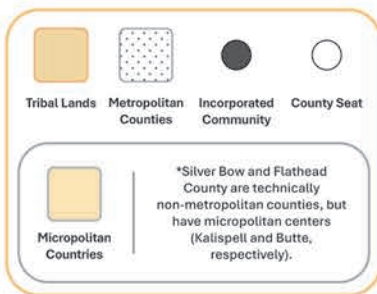 Tribal Lands
Metropolitan
Counties
Incorporated
Community
County Seat
Micropolitan
Countries
*Silver Bow and Flathead
County are technically
non-metropolitan counties, but
have micropolitan centers
(Kalispell and Butte,
respectively).